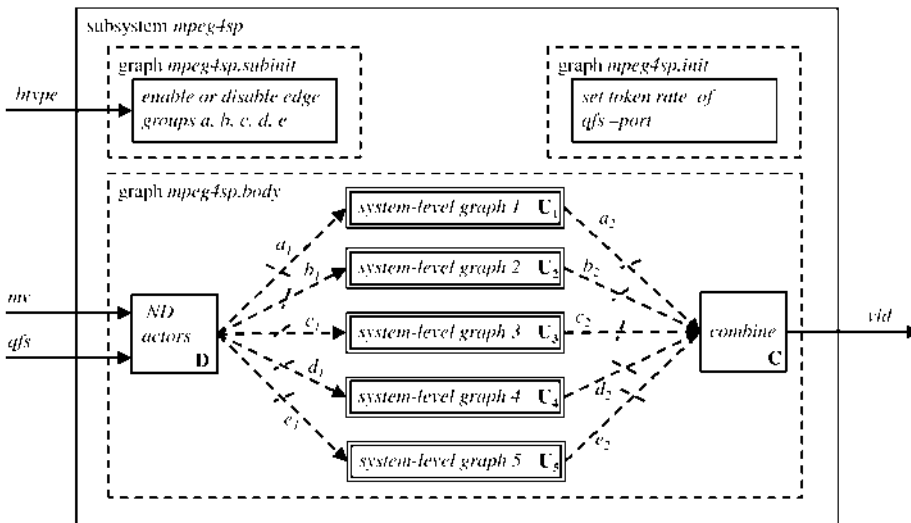 subsystem mpeg4sp
graph mpeg4sp.subinit
enable or disable edge
groups a, b, c, d, e
graph mpeg4sp.init
set token rate of
qfs –port
btype
graph mpeg4sp.body
system-level graph 1 U1
system-level graph 2 U2
system-level graph 3 U3
system-level graph 4 U4
system-level graph 5 U5
a1
b1
c1
d1
e1
a2
b2
c2
d2
e2
mv
qfs
ND
actors
D
combine
C
vid